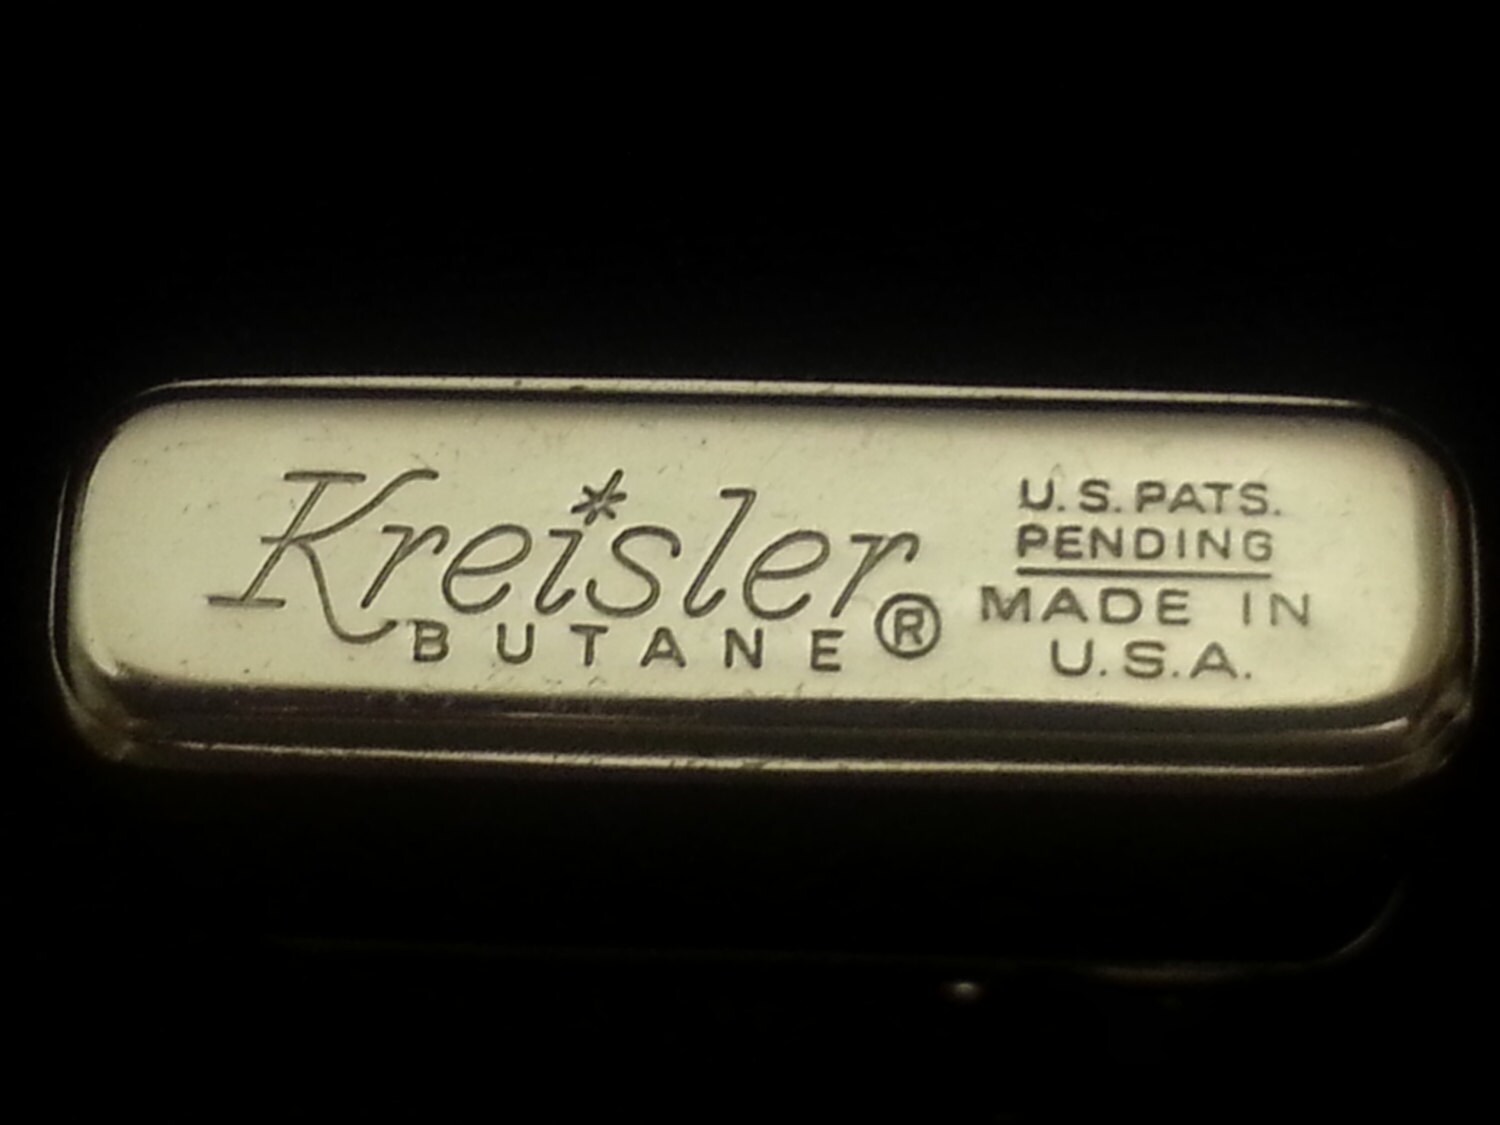 Kreisler
BUTANE®
U.S. PATS.
PENDING
MADE IN
U.S.A.